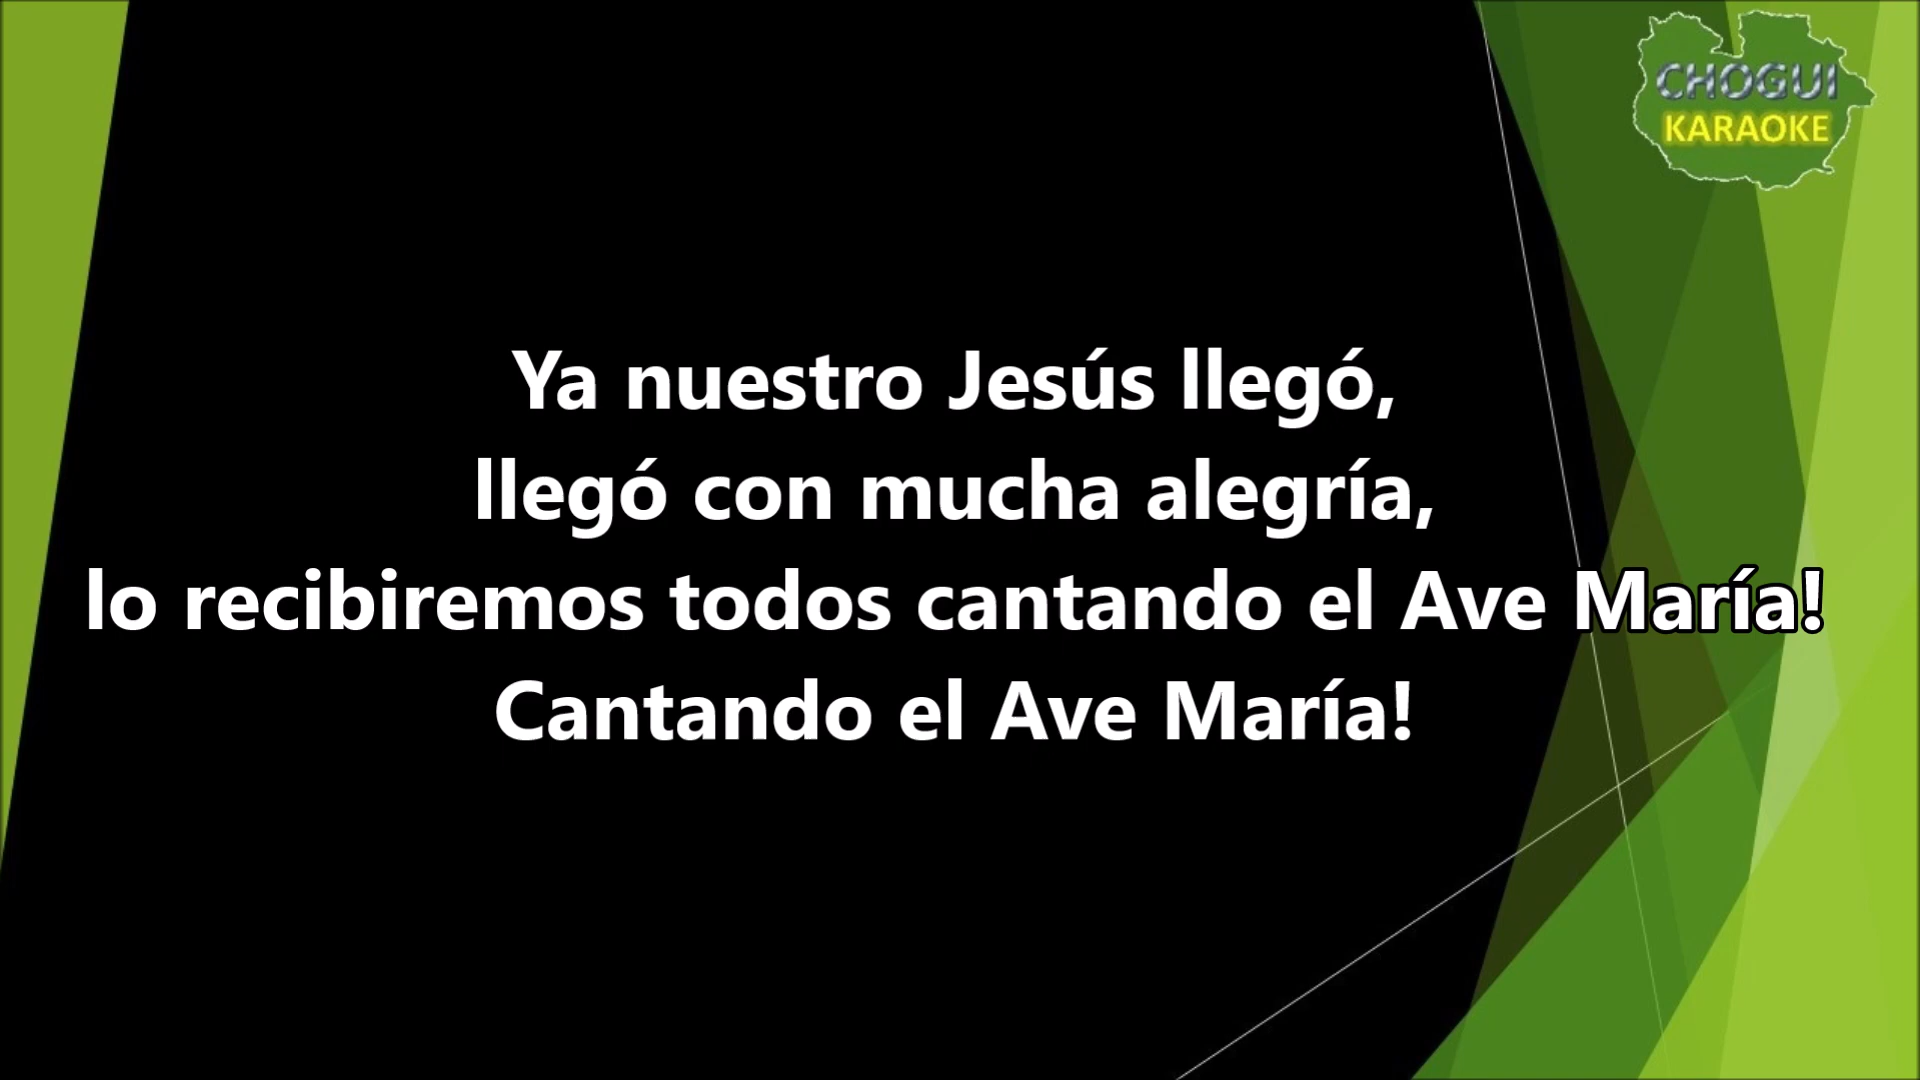 CHOGUI
KARAOKE
Ya nuestro Jesús llegó,
llegó con mucha alegría,
lo recibiremos todos cantando el Ave María!
Cantando el Ave María!